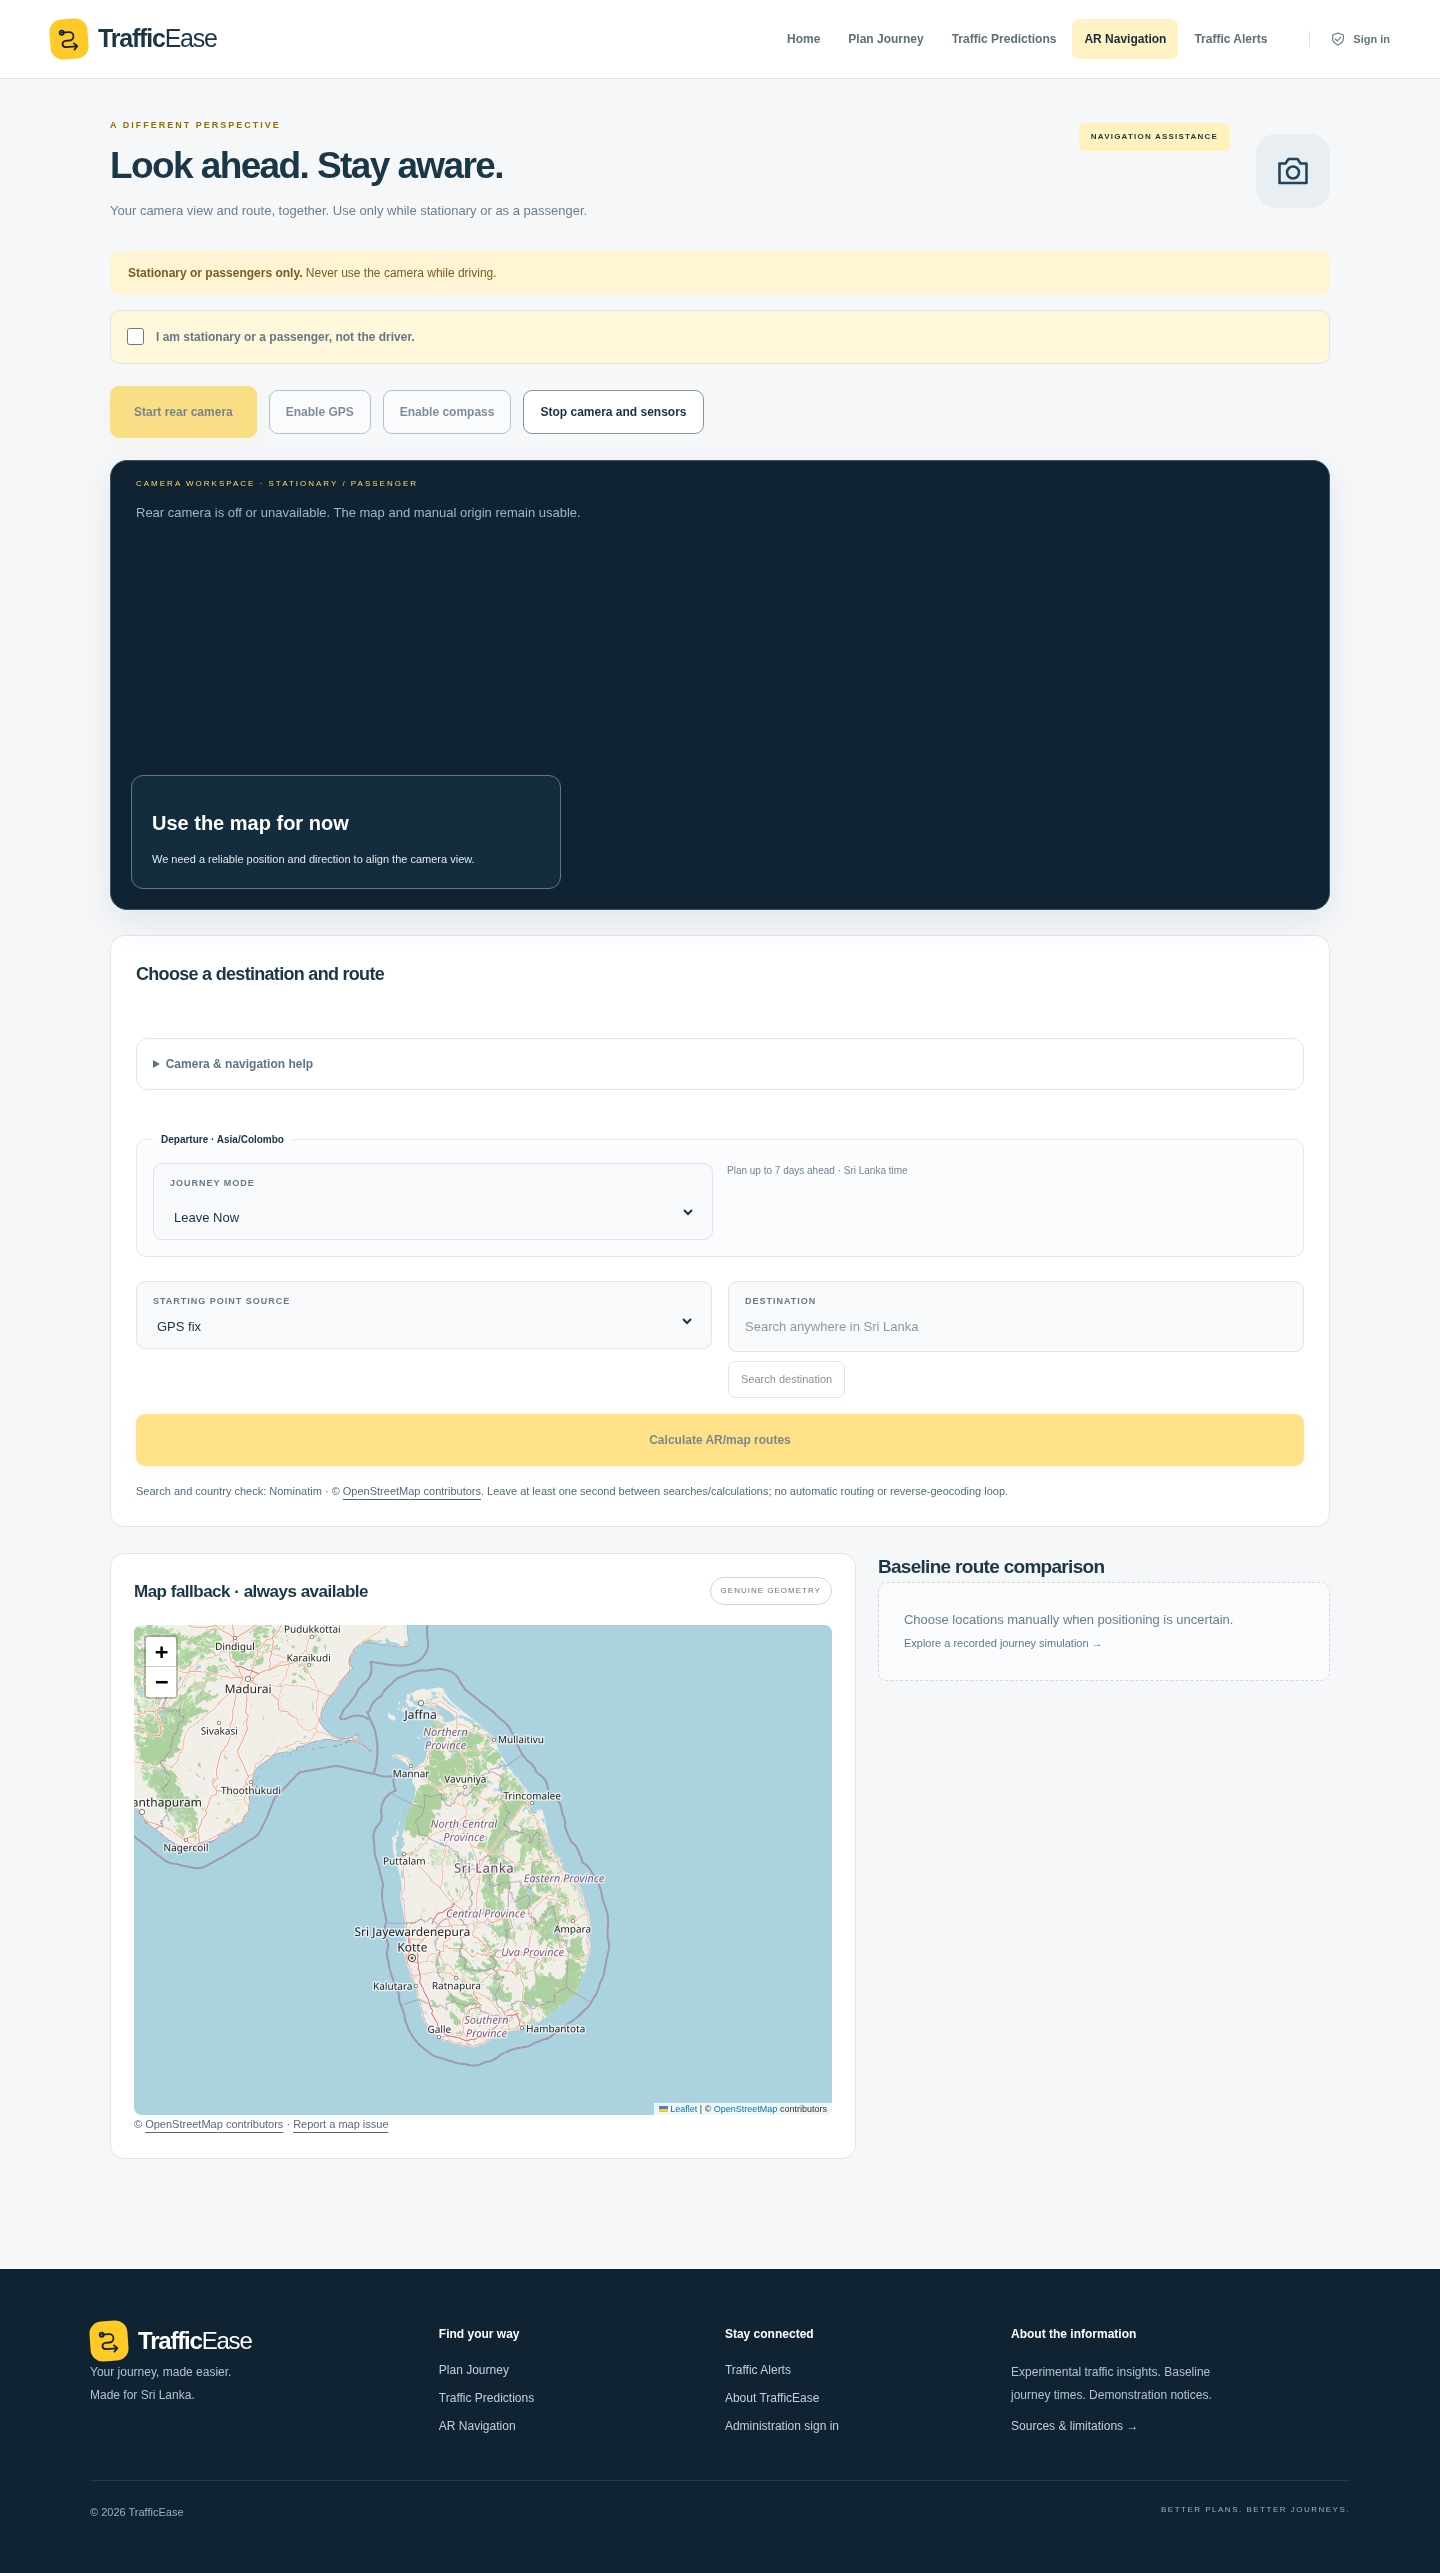 TrafficEase
Home
Plan Journey
Traffic Predictions
AR Navigation
Traffic Alerts
Sign in
A DIFFERENT PERSPECTIVE
Look ahead. Stay aware.
Your camera view and route, together. Use only while stationary or as a passenger.
NAVIGATION ASSISTANCE
Stationary or passengers only. Never use the camera while driving.
I am stationary or a passenger, not the driver.
Start rear camera
Enable GPS
Enable compass
Stop camera and sensors
CAMERA WORKSPACE · STATIONARY / PASSENGER
Rear camera is off or unavailable. The map and manual origin remain usable.
Use the map for now
We need a reliable position and direction to align the camera view.
Choose a destination and route
Camera & navigation help
Departure · Asia/Colombo
JOURNEY MODE
Leave Now
Plan up to 7 days ahead · Sri Lanka time
STARTING POINT SOURCE
GPS fix
DESTINATION
Search anywhere in Sri Lanka
Search destination
Calculate AR/map routes
Search and country check: Nominatim · © OpenStreetMap contributors. Leave at least one second between searches/calculations; no automatic routing or reverse-geocoding loop.
Map fallback · always available
GENUINE GEOMETRY
+
−
Pudukkottai
Dindigul
Karaikudi
Madurai
Sivakasi
Jaffna
Northern
Province
Mullaitivu
Mannar
Vavuniya
Thoothukudi
Trincomalee
anthapuram
North Central
Province
Nagercoil
Puttalam
Sri Lanka
Eastern Province
Central Province
Sri Jayewardenepura
Kotte
Ampara
Uva Province
Kalutara
Ratnapura
Southern
Province
Galle
Hambantota
Leaflet | © OpenStreetMap contributors
© OpenStreetMap contributors · Report a map issue
Baseline route comparison
Choose locations manually when positioning is uncertain.
Explore a recorded journey simulation →
TrafficEase
Your journey, made easier.
Made for Sri Lanka.
Find your way
Plan Journey
Traffic Predictions
AR Navigation
Stay connected
Traffic Alerts
About TrafficEase
Administration sign in
About the information
Experimental traffic insights. Baseline
journey times. Demonstration notices.
Sources & limitations →
© 2026 TrafficEase
BETTER PLANS. BETTER JOURNEYS.